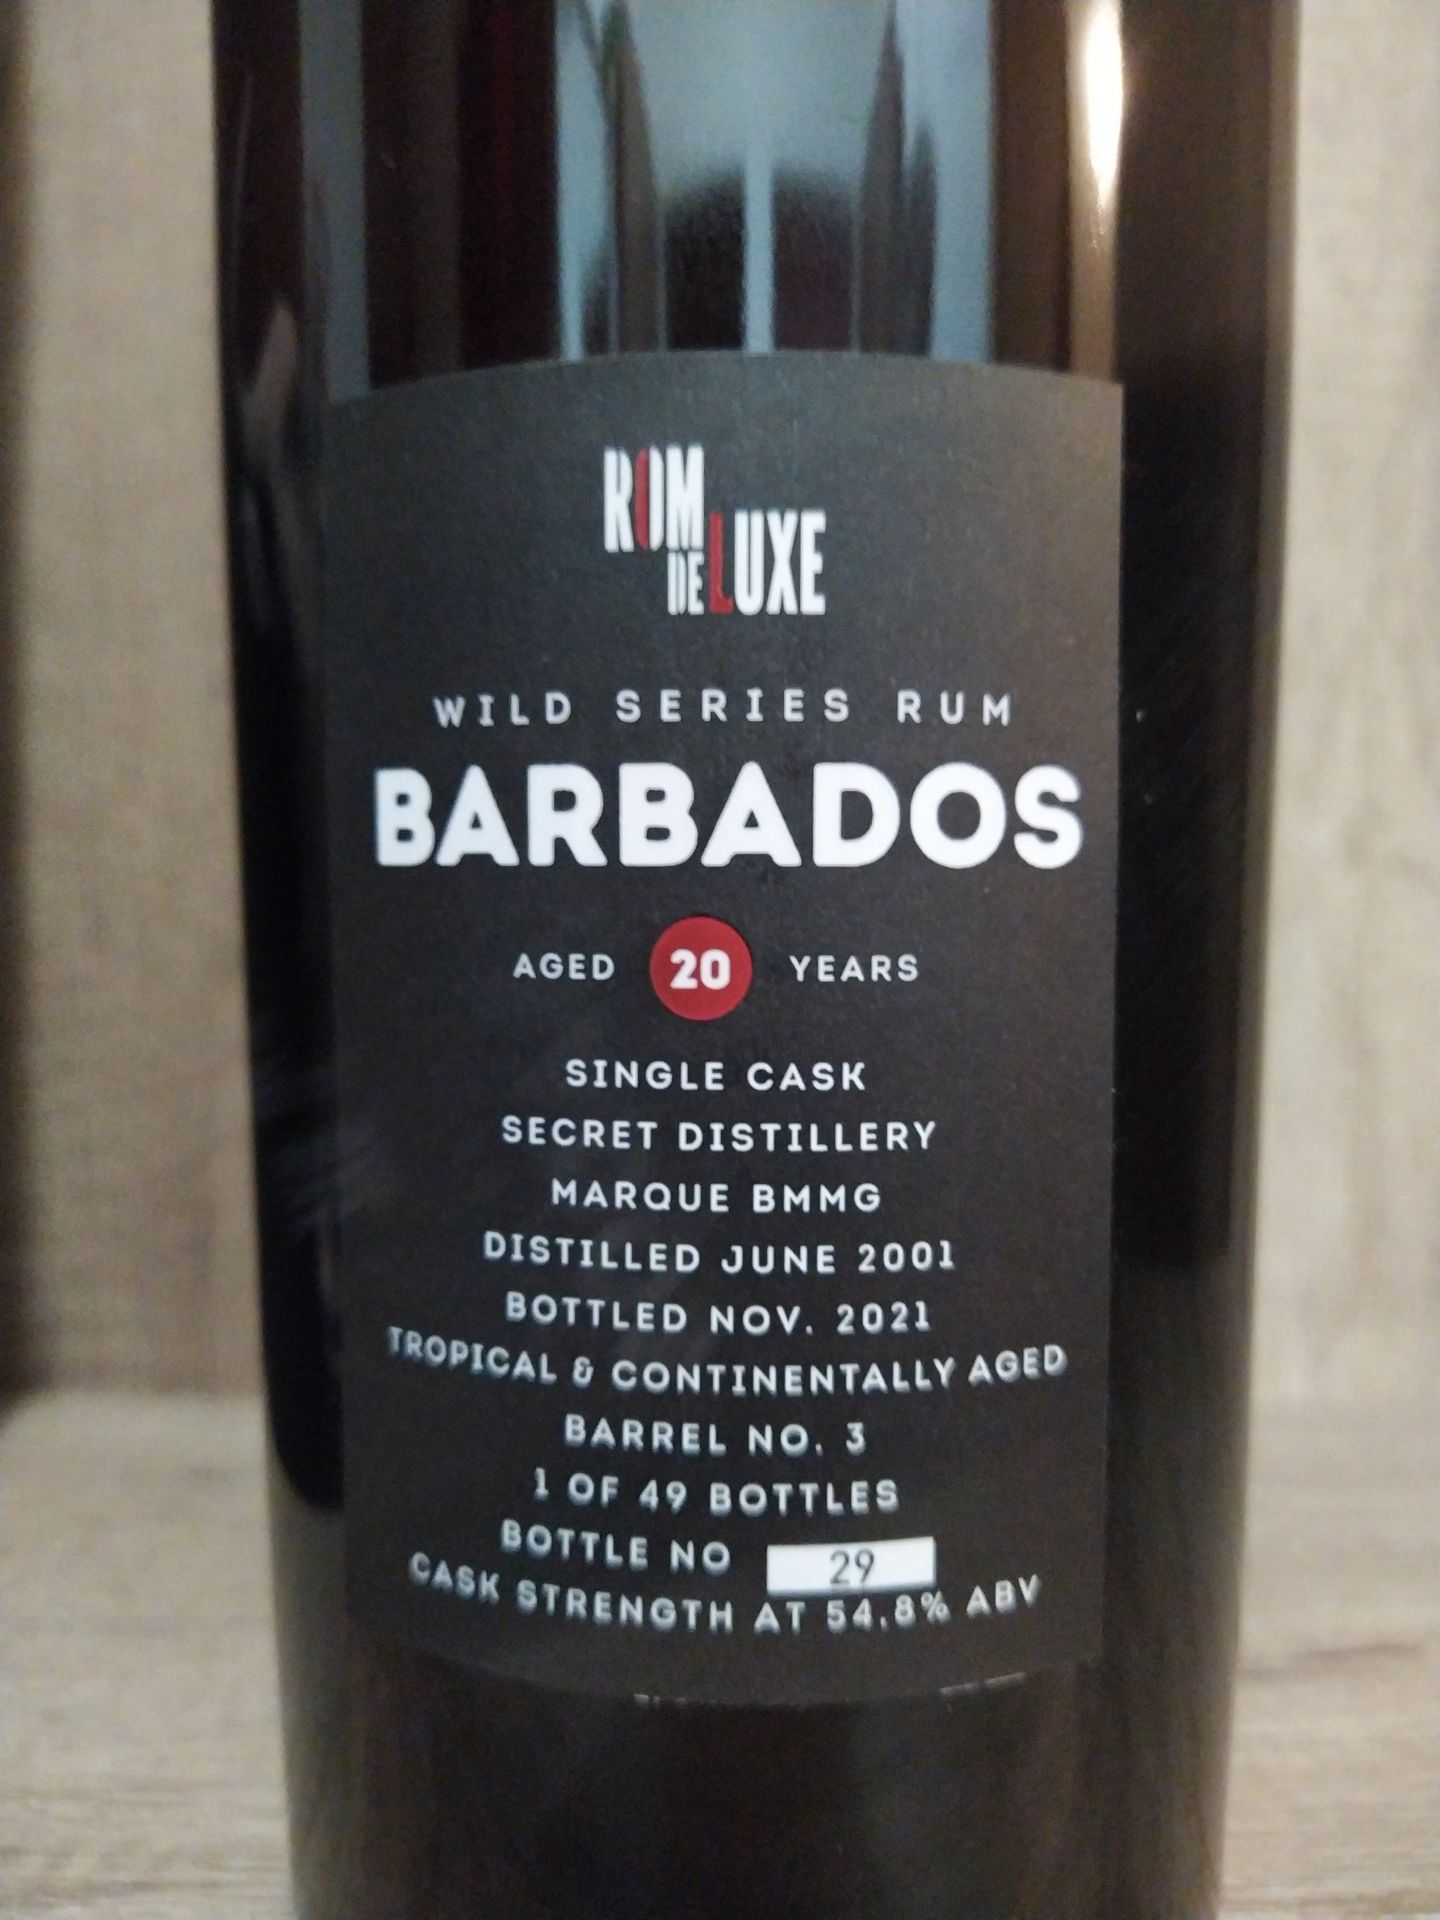 ROM
DE LUXE
WILD SERIES RUM
BARBADOS
AGED 20 YEARS
SINGLE CASK
SECRET DISTILLERY
MARQUE BMMG
DISTILLED JUNE 2001
BOTTLED NOV. 2021
TROPICAL & CONTINENTALLY AGED
BARREL NO. 3
1 OF 49 BOTTLES
BOTTLE NO 29
CASK STRENGTH AT 54.8% ABV